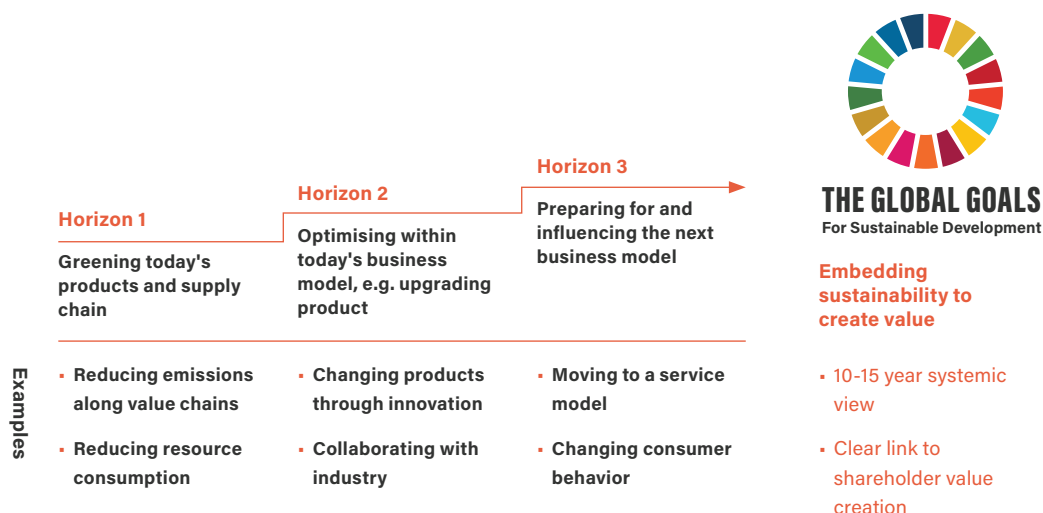 THE GLOBAL GOALS
For Sustainable Development
Horizon 1
Greening today's
products and supply
chain
Horizon 2
Optimising within
today's business
model, e.g. upgrading
product
Horizon 3
Preparing for and
influencing the next
business model
Embedding
sustainability to
create value
Examples
▪ Reducing emissions
along value chains
▪ Reducing resource
consumption
▪ Changing products
through innovation
▪ Collaborating with
industry
▪ Moving to a service
model
▪ Changing consumer
behavior
▪ 10-15 year systemic
view
▪ Clear link to
shareholder value
creation